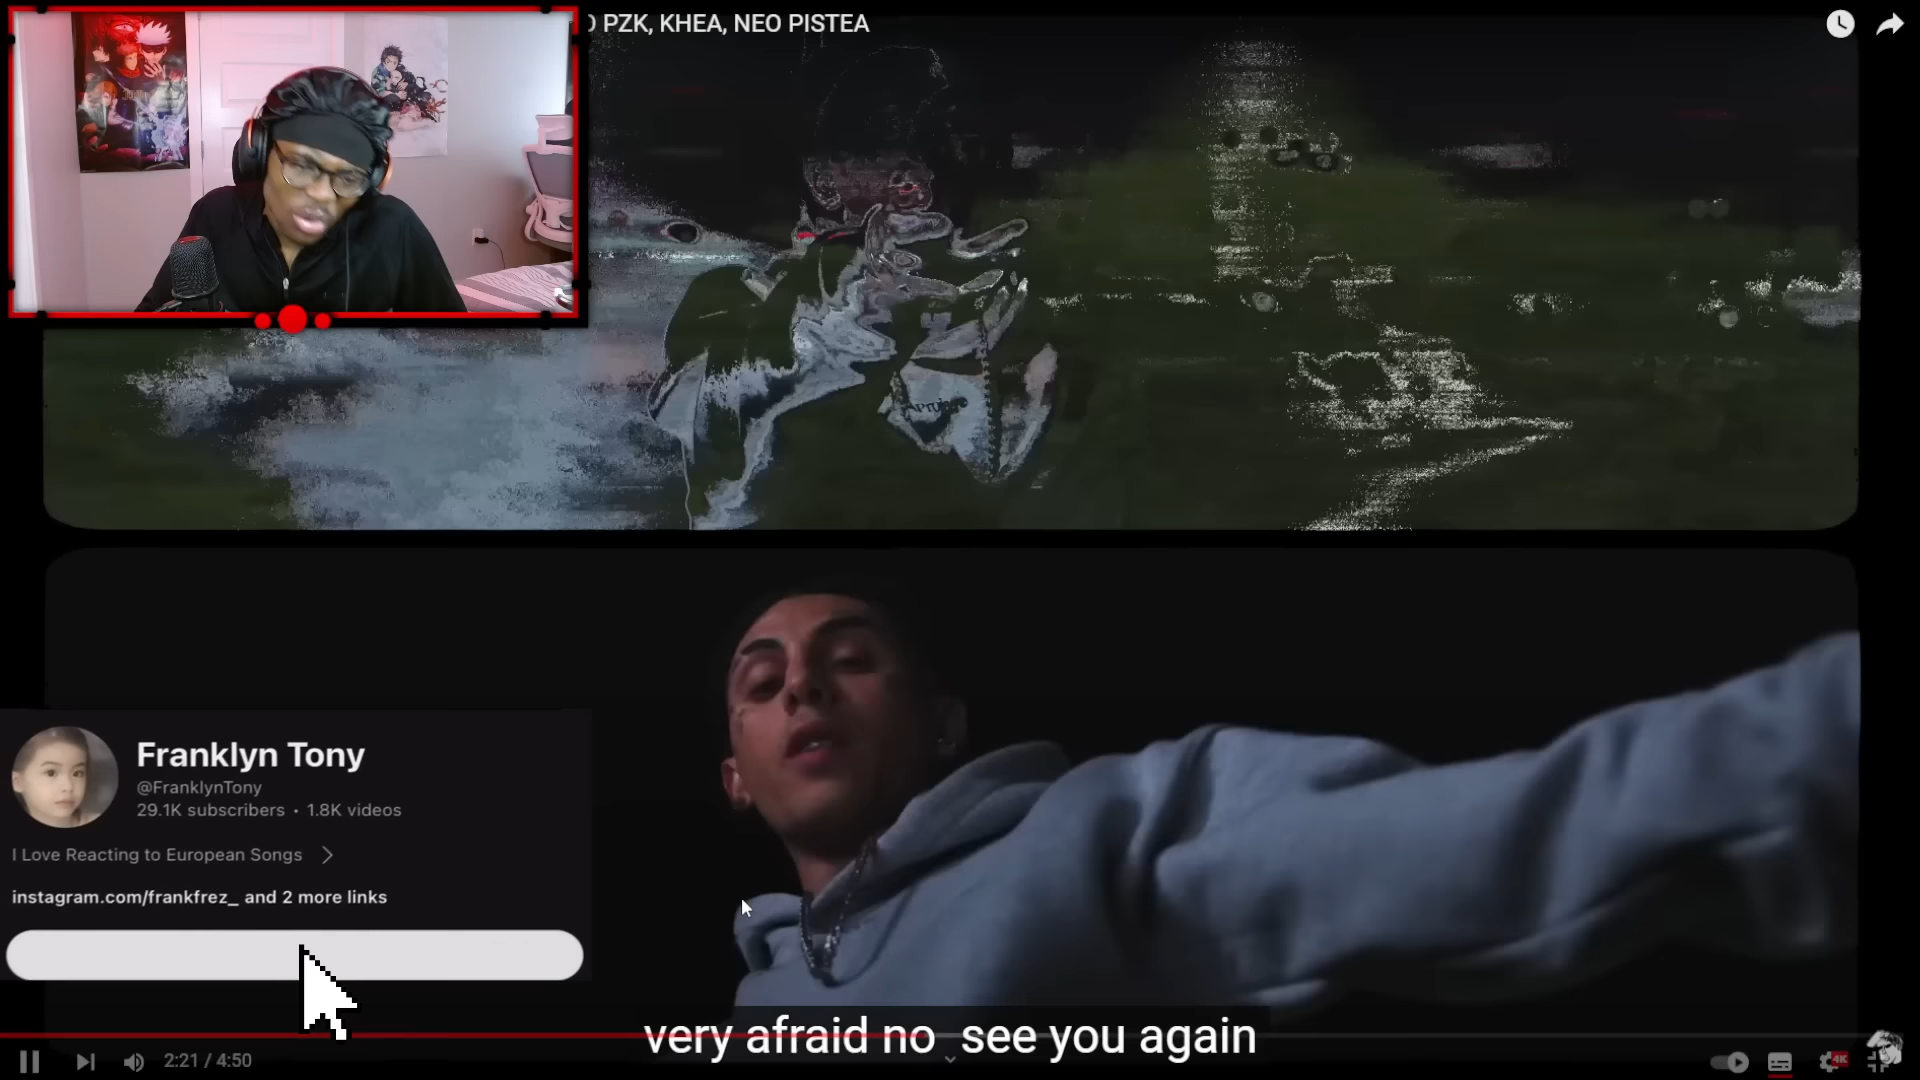 O PZK, KHEA, NEO PISTEA
Franklyn Tony
@FranklynTony
29.1K subscribers • 1.8K videos
I Love Reacting to European Songs
instagram.com/frankfrez_ and 2 more links
very afraid no see you again
2:21 / 4:50
4K